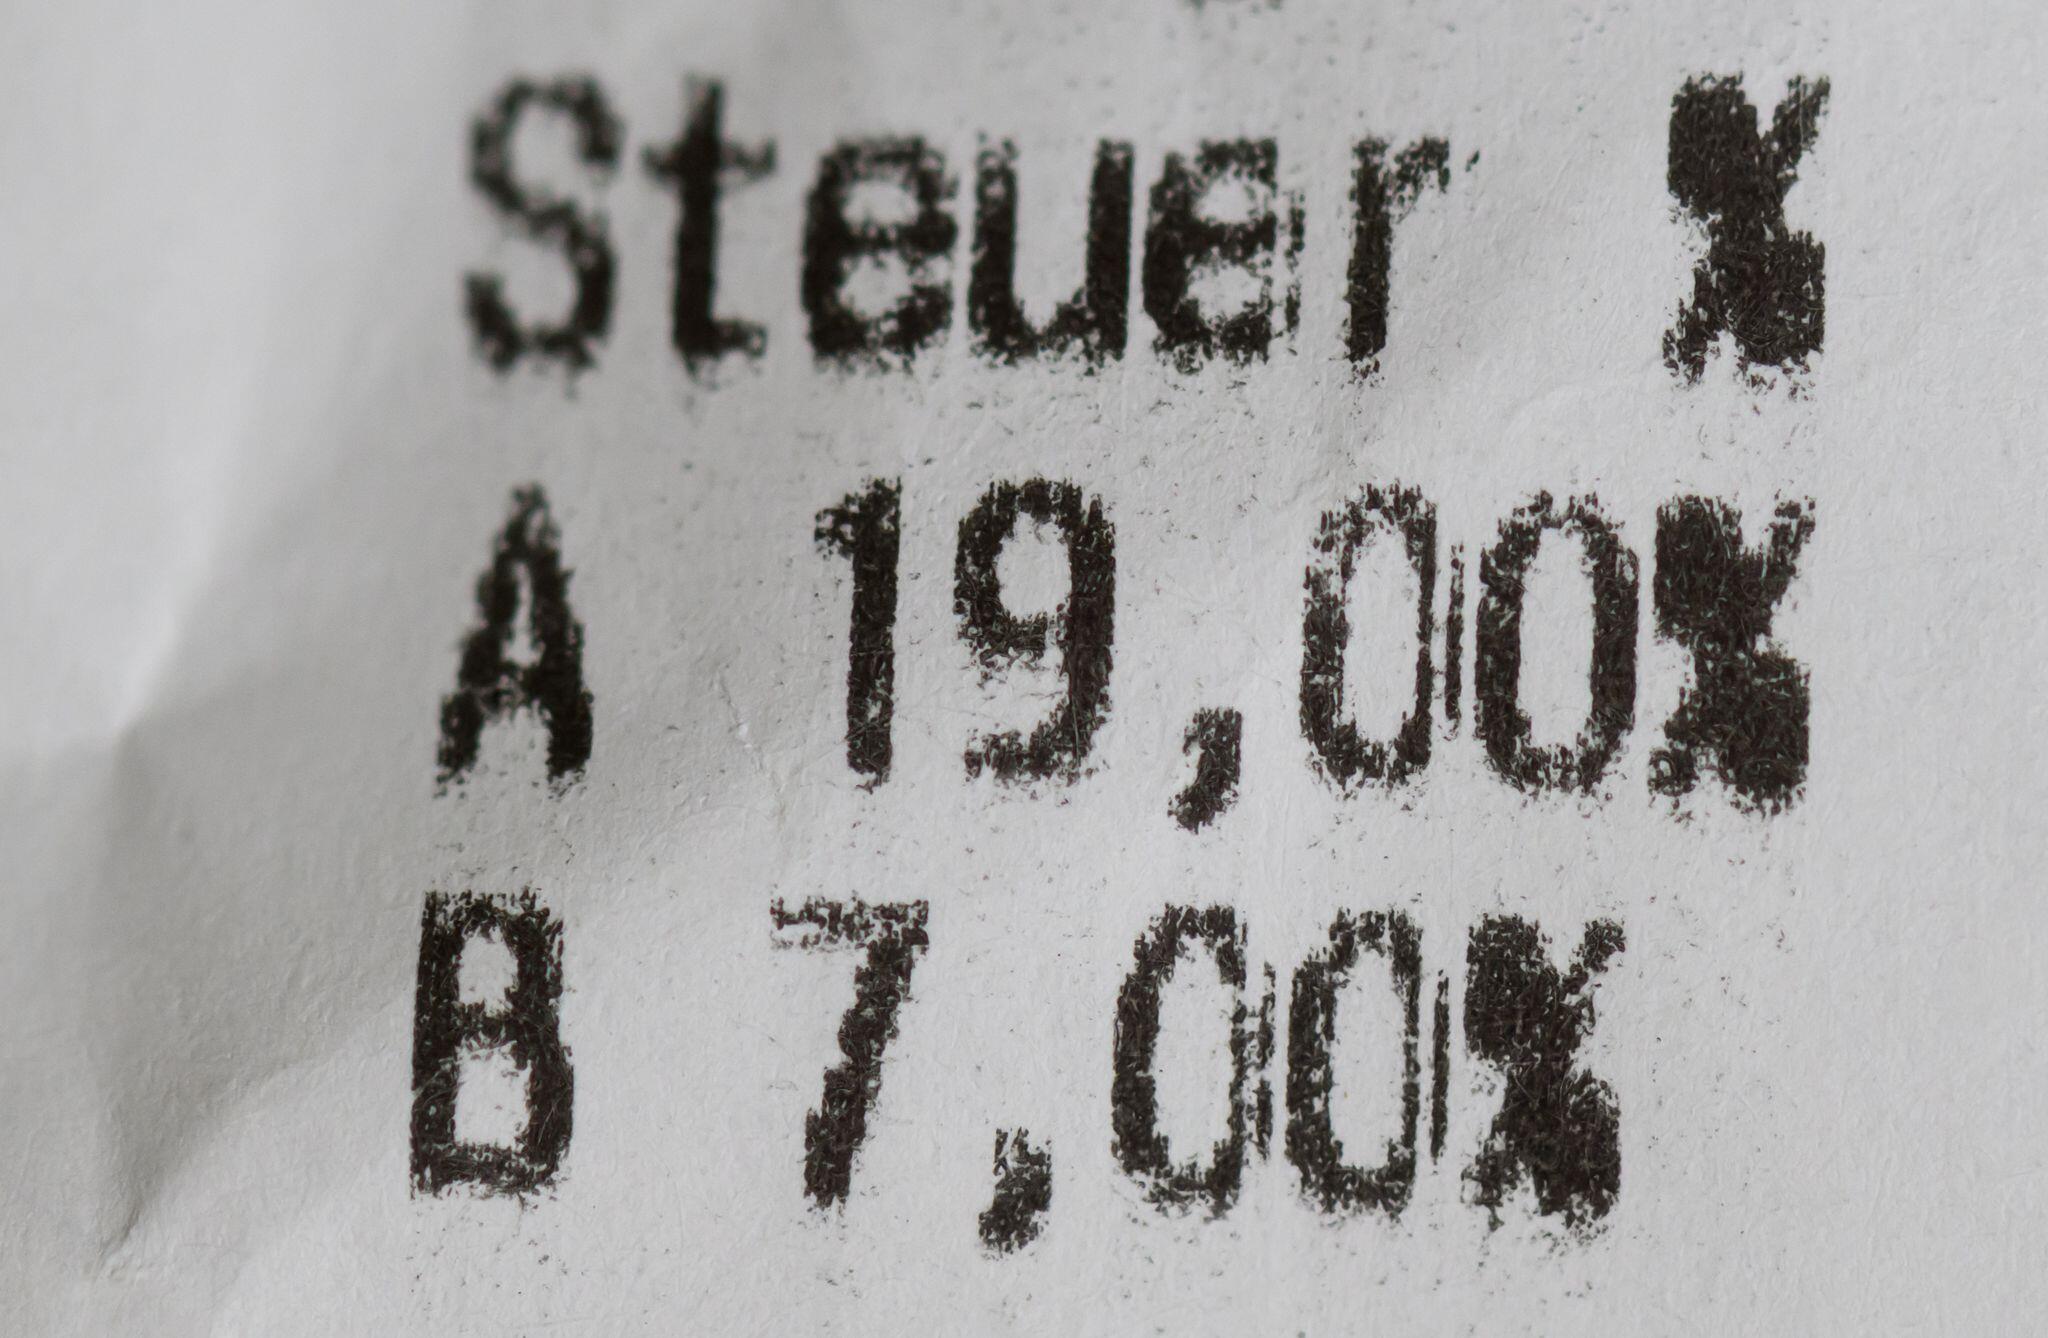 Steuer %
A 19,00%
B 7,00%